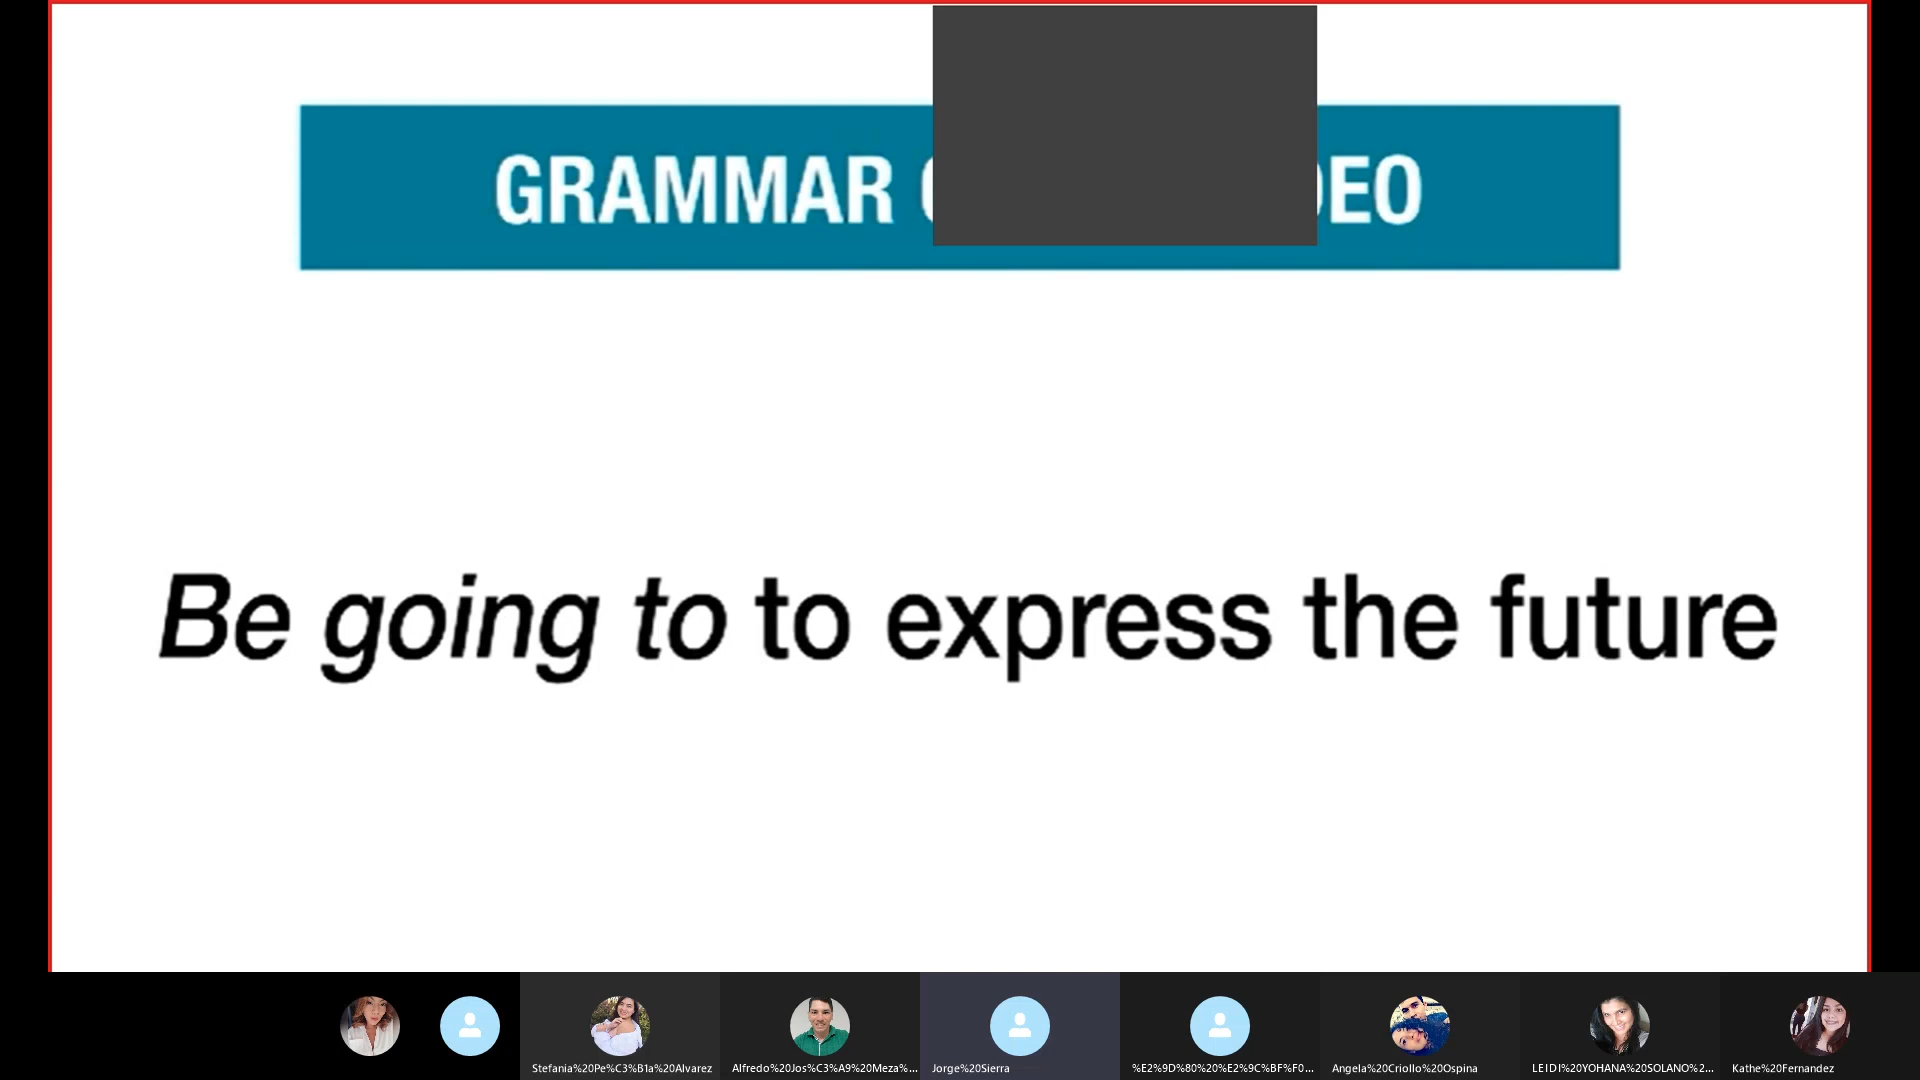 GRAMMAR
Be going to to express the future
Stefania%20Pe%C3%B1a%20Alvarez
Alfredo%20Jos%C3%A9%20Meza%...
Jorge%20Sierra
%E2%9D%80%20%E2%9C%BF%F0...
Angela%20Criollo%20Ospina
LEIDI%20YOHANA%20SOLANO%2...
Kathe%20Fernandez